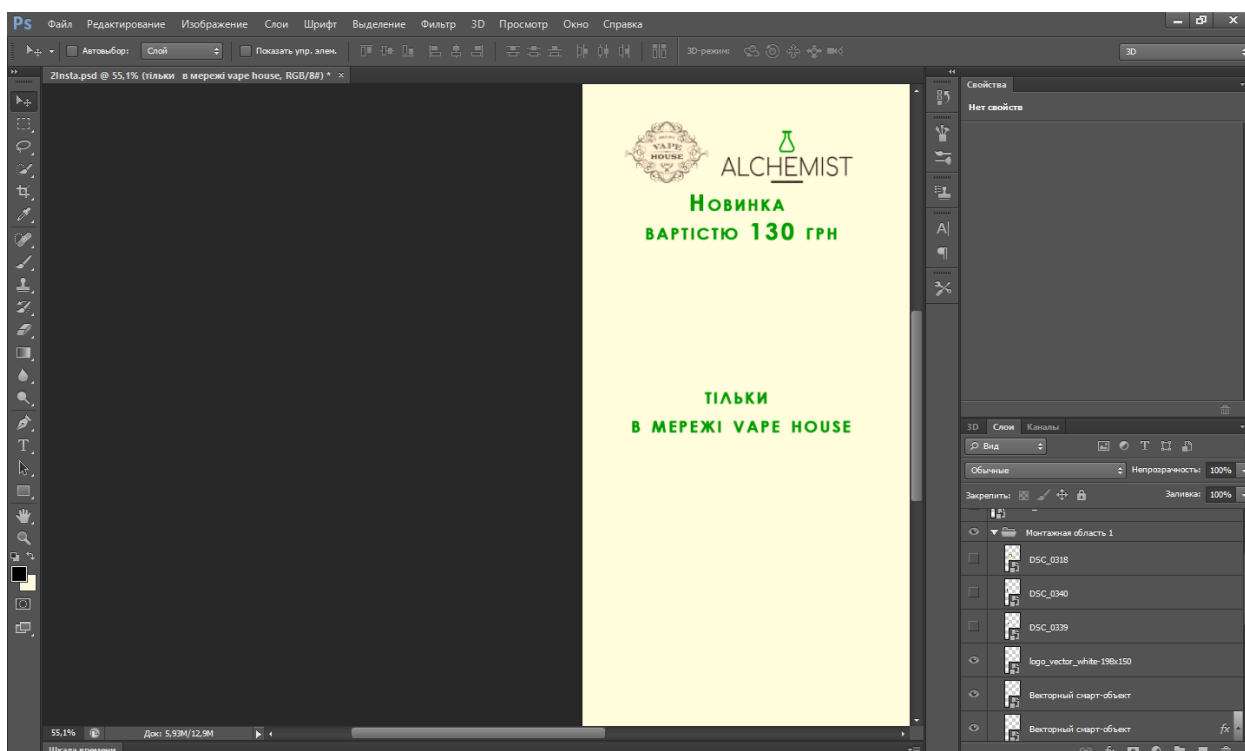 Ps Файл Редактирование Изображение Слои Шрифт Выделение Фильтр 3D Просмотр Окно Справка
Автовыбор: Слой Показать упр. элем. 3D-режим: 3D
2Insta.psd @ 55,1% (тільки в мережі vape house, RGB/8#) * ×
Свойства
Нет свойств
VAPE
HOUSE
ALCHEMIST
Новинка
вартістю 130 грн
тільки
в мережі vape house
3D Слои Каналы
Вид
Обычные Непрозрачность: 100%
Закрепить: Заливка: 100%
Монтажная область 1
DSC_0318
DSC_0340
DSC_0339
logo_vector_white-198x150
Векторный смарт-объект
Векторный смарт-объект fx
55,1% Док: 5,93M/12,9M
Шкала времени